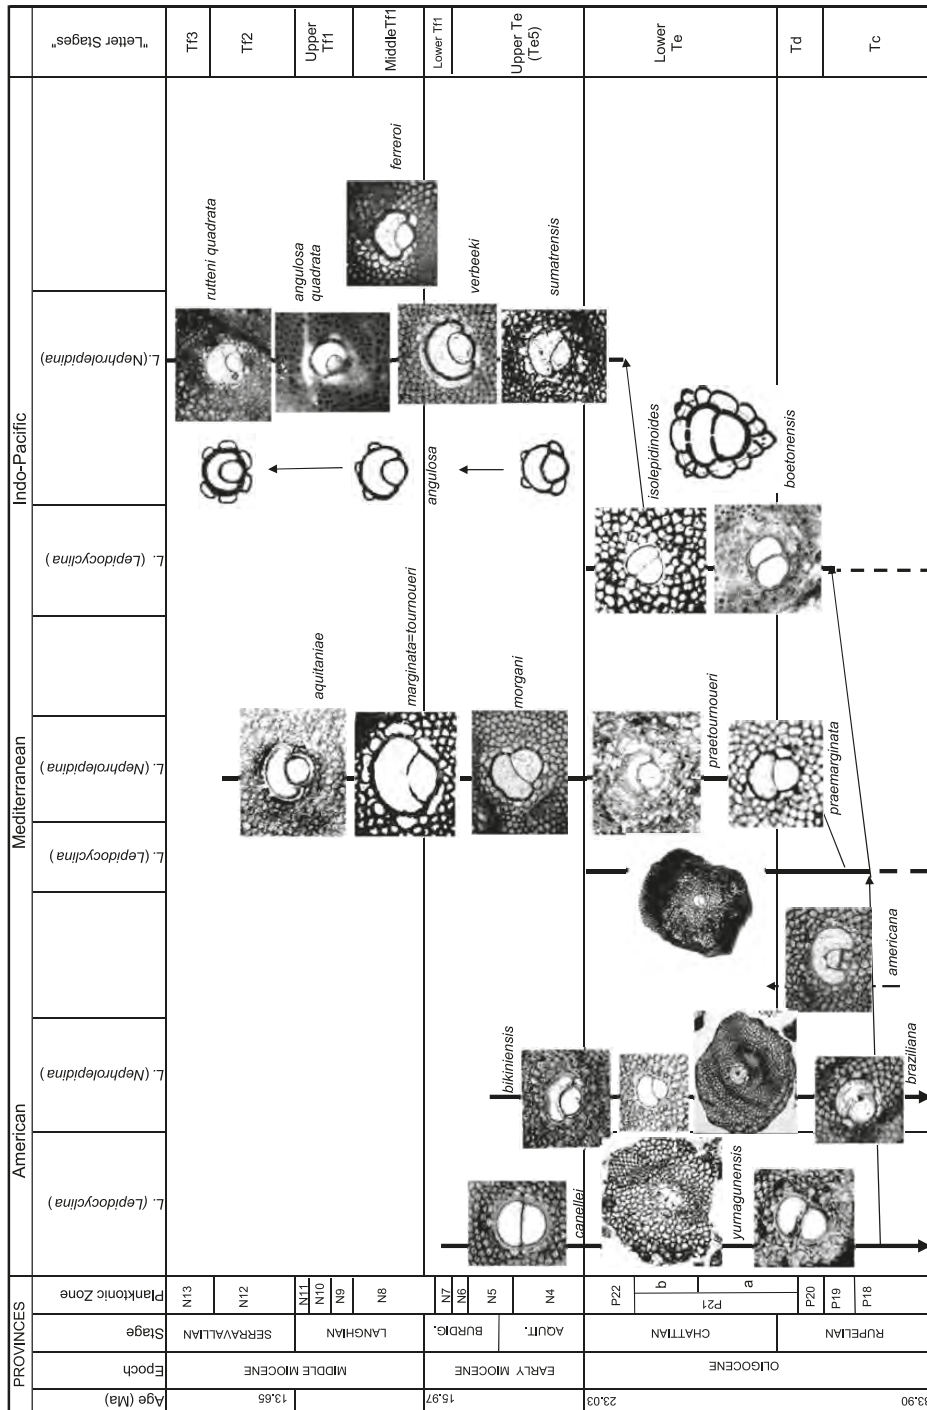 PROVINCES
American
Mediterranean
Indo-Pacific
"Letter Stages"
Age (Ma)
Epoch
Stage
Planktonic Zone
L. (Lepidocyclina)
L. (Nephrolepidina)
L. (Lepidocyclina)
L. (Nephrolepidina)
L. (Lepidocyclina)
L. (Nephrolepidina)
13.65
15.97
23.03
33.90
MIDDLE MIOCENE
EARLY MIOCENE
OLIGOCENE
SERRAVALLIAN
LANGHIAN
BURDIG.
AQUIT.
CHATTIAN
RUPELIAN
N13
N12
N11
N10
N9
N8
N7
N6
N5
N4
P22
P21
b
a
P20
P19
P18
Tf3
Tf2
Upper
Tf1
MiddleTf1
Lower Tf1
Upper Te
(Te5)
Lower
Te
Td
Tc
canellei
yurnagunensis
bikiniensis
braziliana
americana
aquitaniae
marginata=tournoueri
morgani
praetournoueri
praemarginata
rutteni quadrata
angulosa
quadrata
ferreroi
verbeeki
sumatrensis
angulosa
isolepidinoides
boetonensis